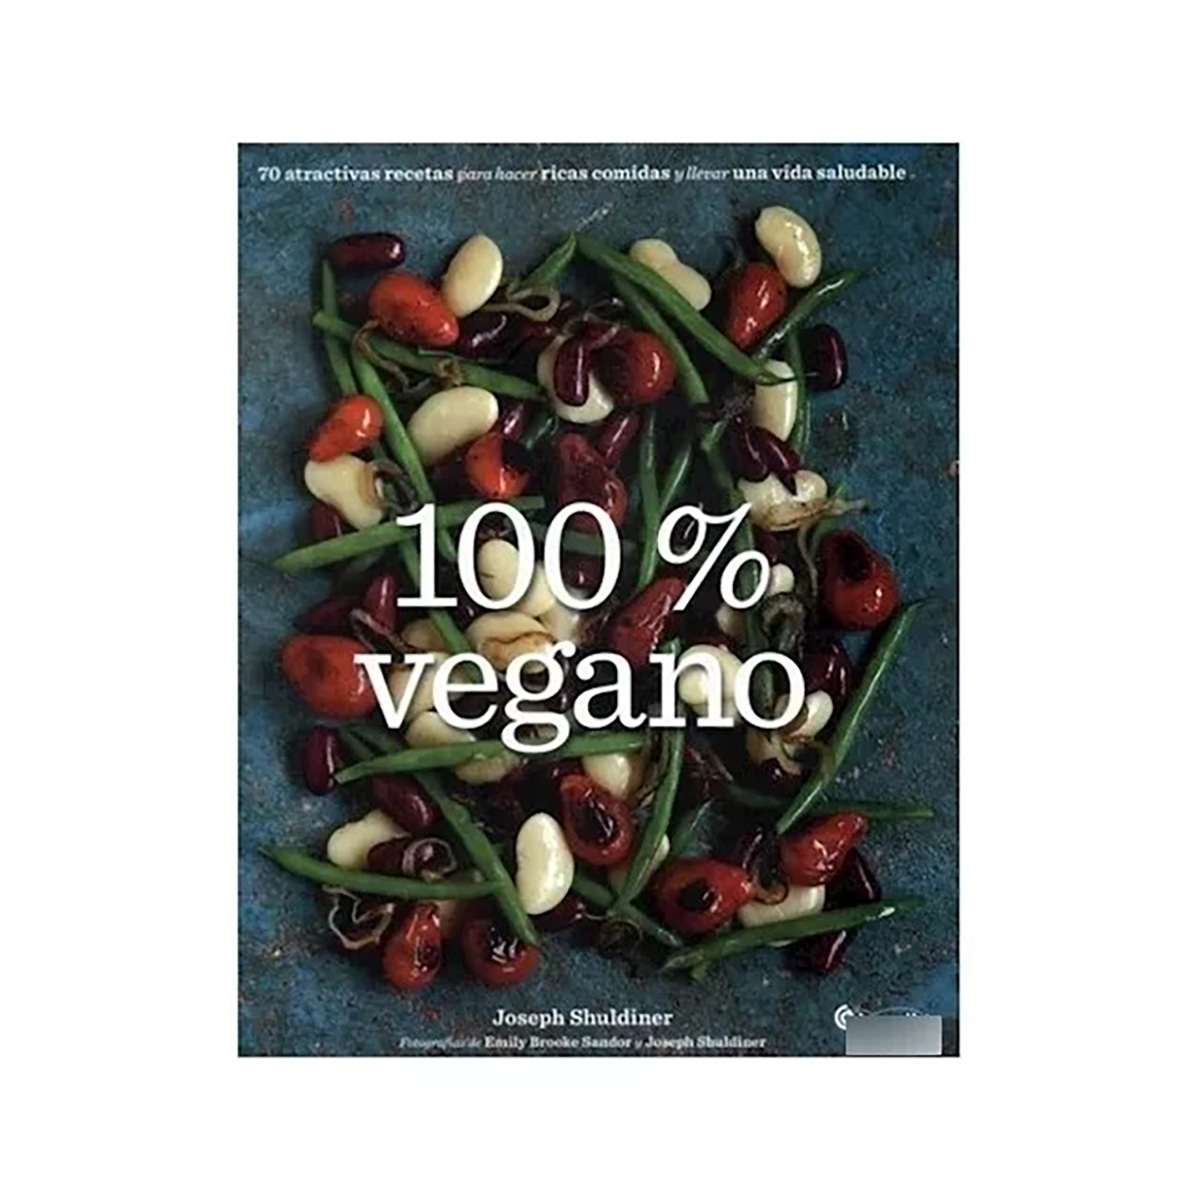 70 atractivas recetas para hacer ricas comidas y llevar una vida saludable
100 %
vegano
Joseph Shuldiner
Fotografías de Emily Brooke Sandor y Joseph Shuldiner